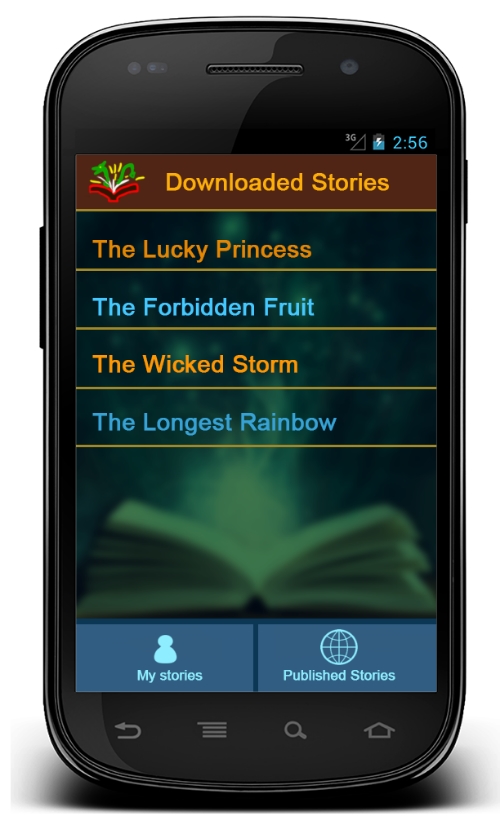 3G 2:56
Downloaded Stories
The Lucky Princess
The Forbidden Fruit
The Wicked Storm
The Longest Rainbow
My stories
Published Stories